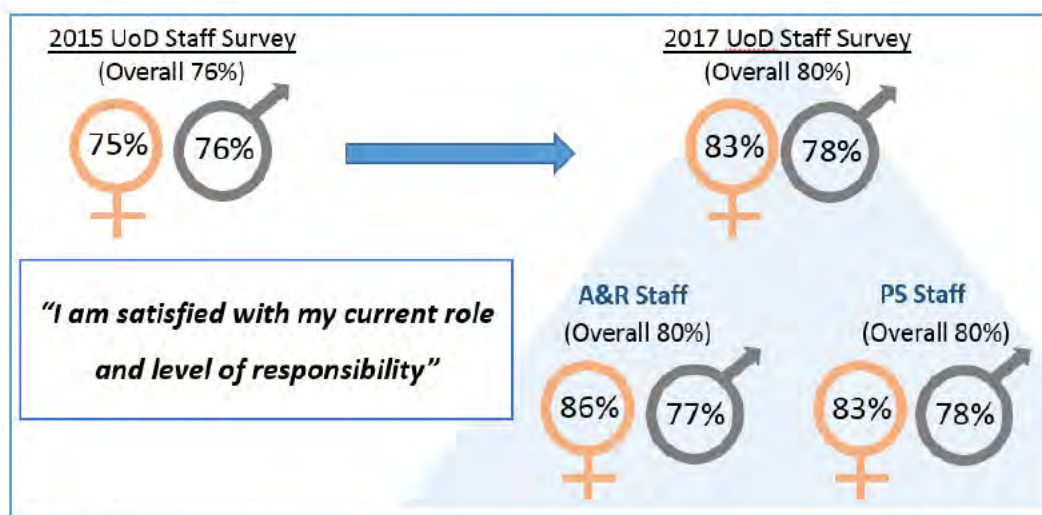 2015 UoD Staff Survey
(Overall 76%)
75%
76%
2017 UoD Staff Survey
(Overall 80%)
83%
78%
"I am satisfied with my current role
and level of responsibility"
A&R Staff
(Overall 80%)
86%
77%
PS Staff
(Overall 80%)
83%
78%